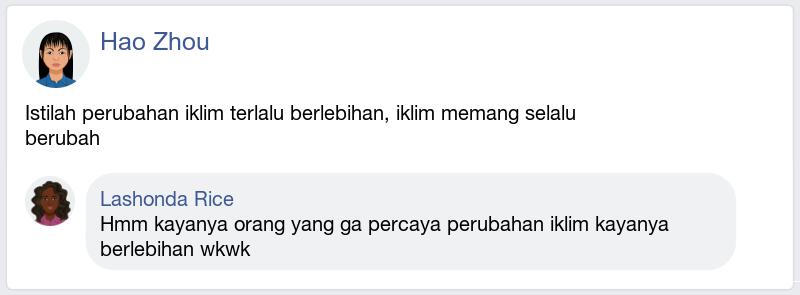 Hao Zhou
Istilah perubahan iklim terlalu berlebihan, iklim memang selalu
berubah
Lashonda Rice
Hmm kayanya orang yang ga percaya perubahan iklim kayanya
berlebihan wkwk